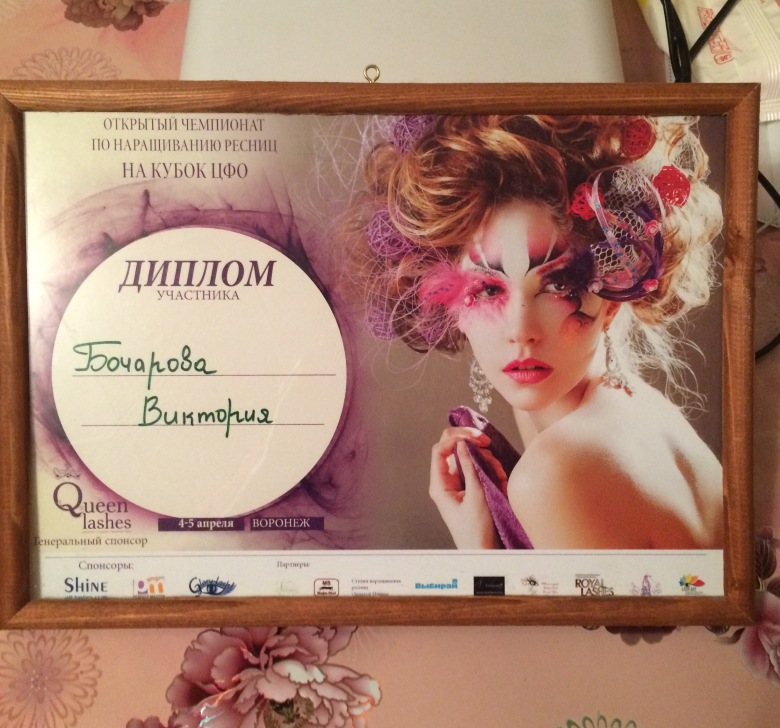 ОТКРЫТЫЙ ЧЕМПИОНАТ
ПО НАРАЩИВАНИЮ РЕСНИЦ
НА КУБОК ЦФО
ДИПЛОМ
УЧАСТНИКА
Бочарова
Виктория
Queen
lashes
4-5 апреля ВОРОНЕЖ
Генеральный спонсор
Спонсоры:
Партнеры:
SHINE
Выбирай
ROYAL
LASHES